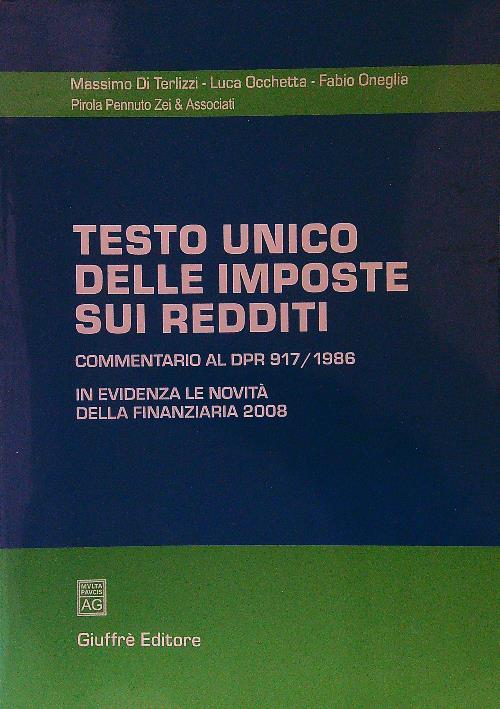 Massimo Di Terlizzi - Luca Occhetta - Fabio Oneglia
Pirola Pennuto Zei & Associati
TESTO UNICO
DELLE IMPOSTE
SUI REDDITI
COMMENTARIO AL DPR 917/1986
IN EVIDENZA LE NOVITÀ
DELLA FINANZIARIA 2008
MVLTA
PAVCIS
AG
Giuffrè Editore